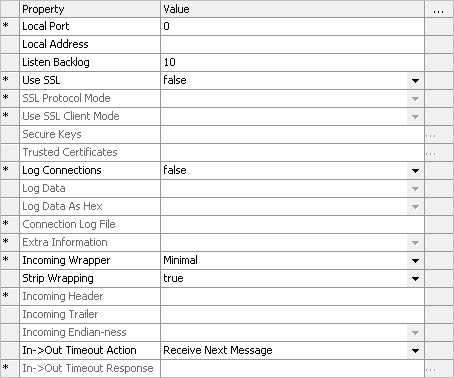 Property Value ...
* Local Port 0
Local Address
Listen Backlog 10
* Use SSL false
* SSL Protocol Mode
* Use SSL Client Mode
Secure Keys ...
Trusted Certificates ...
* Log Connections false
Log Data
Log Data As Hex
* Connection Log File
* Extra Information
* Incoming Wrapper Minimal
Strip Wrapping true
* Incoming Header
Incoming Trailer
Incoming Endian-ness
In->Out Timeout Action Receive Next Message
* In->Out Timeout Response ...